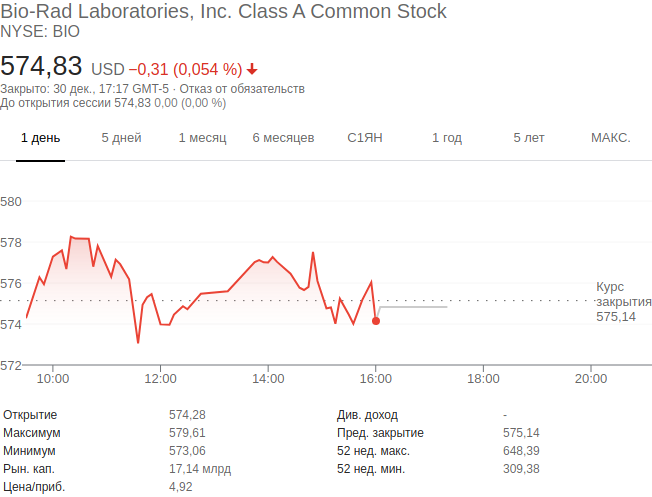 Bio-Rad Laboratories, Inc. Class A Common Stock
NYSE: BIO
574,83 USD −0,31 (0,054 %)
Закрыто: 30 дек., 17:17 GMT-5 · Отказ от обязательств
До открытия сессии 574,83 0,00 (0,00 %)
1 день 5 дней 1 месяц 6 месяцев С1ЯН 1 год 5 лет МАКС.
580
578
576
574
572
Курс
закрытия
575,14
10:00 12:00 14:00 16:00 18:00 20:00
Открытие 574,28 Див. доход -
Максимум 579,61 Пред. закрытие 575,14
Минимум 573,06 52 нед. макс. 648,39
Рын. кап. 17,14 млрд 52 нед. мин. 309,38
Цена/приб. 4,92